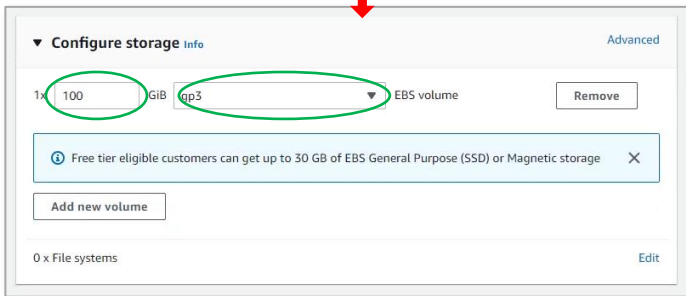 ▼ Configure storage Info Advanced
1x 100 GiB gp3 ▼ EBS volume Remove
Free tier eligible customers can get up to 30 GB of EBS General Purpose (SSD) or Magnetic storage
Add new volume
0 x File systems Edit